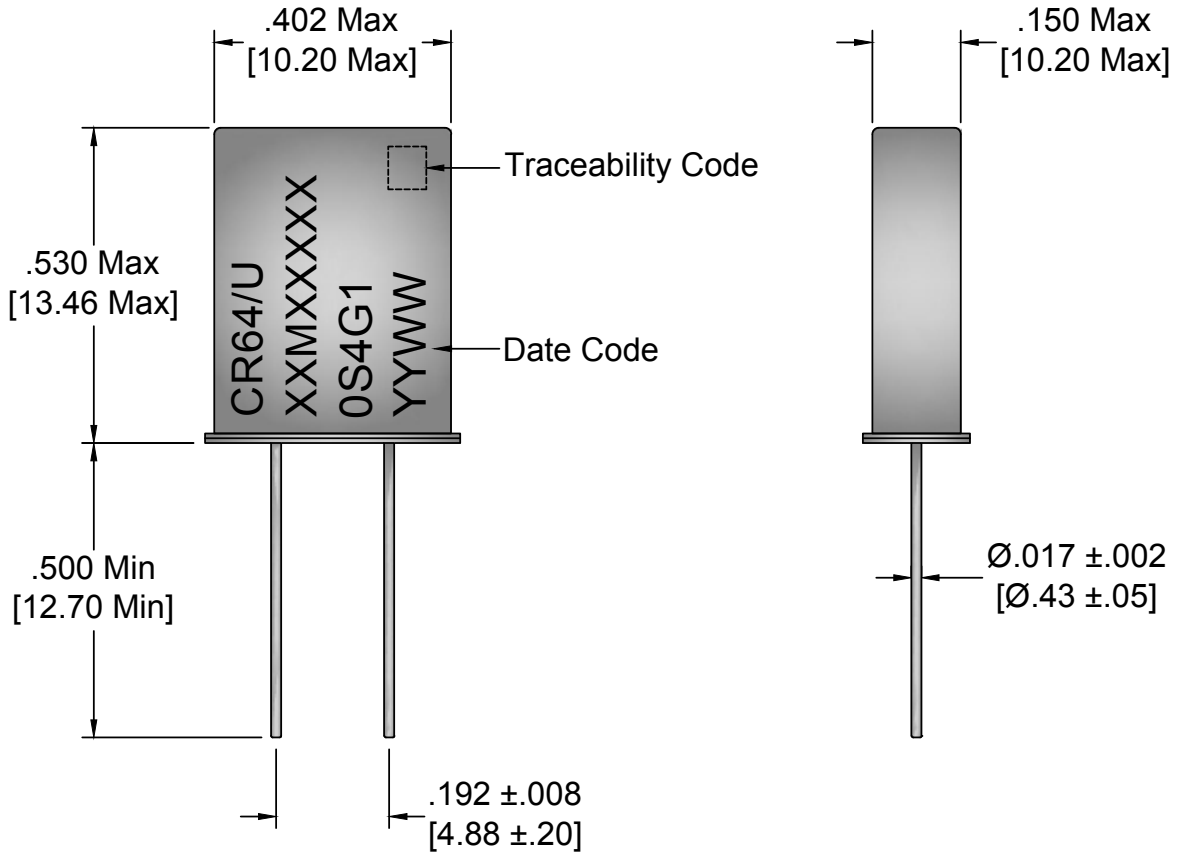 .402 Max
[10.20 Max]
.150 Max
[10.20 Max]
Traceability Code
.530 Max
[13.46 Max]
CR64/U
XXMXXXXX
0S4G1
YYWW
Date Code
.500 Min
[12.70 Min]
Ø.017 ±.002
[Ø.43 ±.05]
.192 ±.008
[4.88 ±.20]